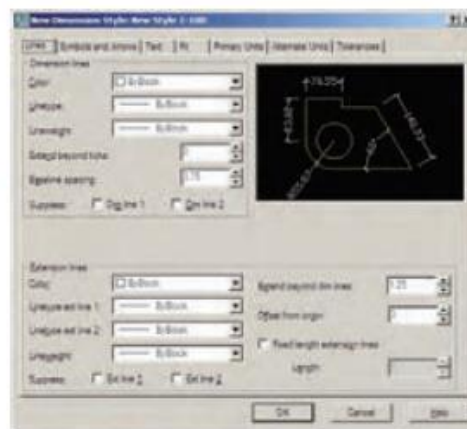 New Dimension Style: New Style 1-100
Lines Symbols and Arrows Text Fit Primary Units Alternate Units Tolerances
Dimension lines
Color: ByBlock
Linetype: ByBlock
Lineweight: ByBlock
Extend beyond ticks:
Baseline spacing: 3.75
Suppress: Dim line 1 Dim line 2
Extension lines
Color: ByBlock
Linetype ext line 1: ByBlock
Linetype ext line 2: ByBlock
Lineweight: ByBlock
Suppress: Ext line 1 Ext line 2
Extend beyond dim lines: 1.25
Offset from origin:
Fixed length extension lines
Length:
OK Cancel Help